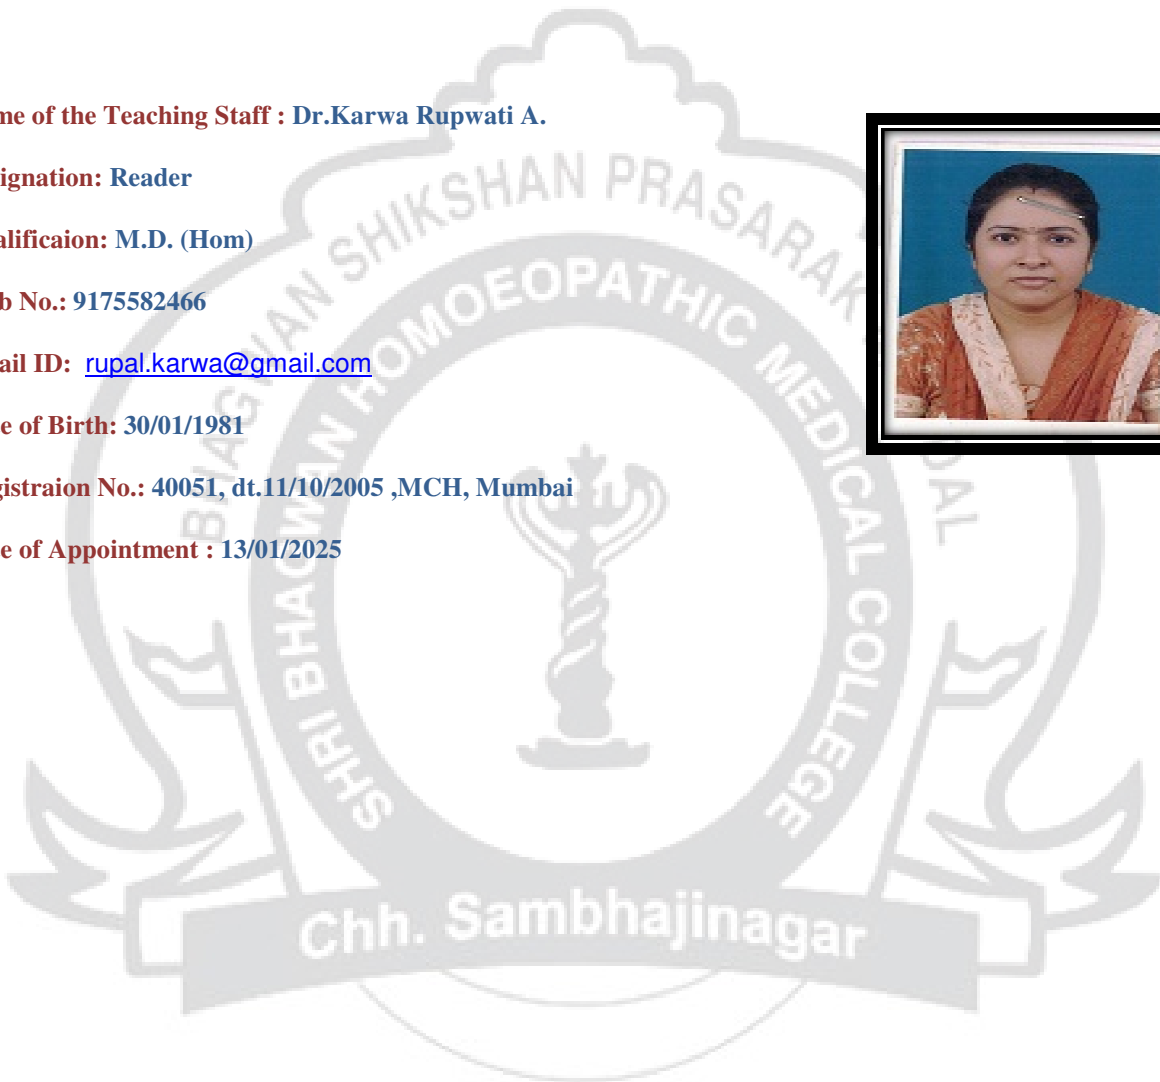 me of the Teaching Staff : Dr.Karwa Rupwati A.
ignation: Reader
alificaion: M.D. (Hom)
b No.: 9175582466
ail ID: rupal.karwa@gmail.com
e of Birth: 30/01/1981
gistraion No.: 40051, dt.11/10/2005 ,MCH, Mumbai
e of Appointment : 13/01/2025
BHAGWAN SHIKSHAN PRASARAK
SHRI BHAGWAN HOMOEOPATHIC MEDICAL COLLEGE
Chh. Sambhajinagar